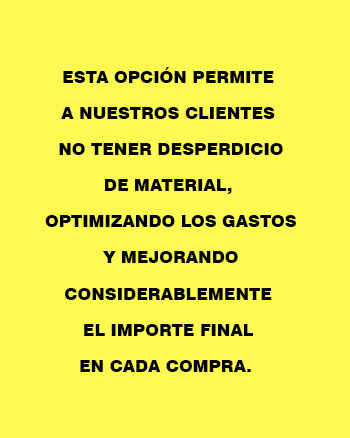 ESTA OPCIÓN PERMITE
A NUESTROS CLIENTES
NO TENER DESPERDICIO
DE MATERIAL,
OPTIMIZANDO LOS GASTOS
Y MEJORANDO
CONSIDERABLEMENTE
EL IMPORTE FINAL
EN CADA COMPRA.